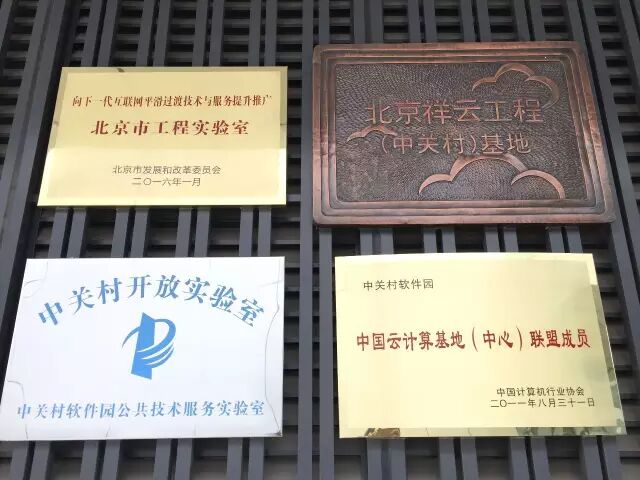 向下一代互联网平滑过渡技术与服务提升推广
北京市工程实验室
北京市发展和改革委员会
二〇一六年一月
北京祥云工程
(中关村)基地
中关村开放实验室
中关村软件园公共技术服务实验室
中关村软件园
中国云计算基地(中心)联盟成员
中国计算机行业协会
二〇一一年八月三十一日